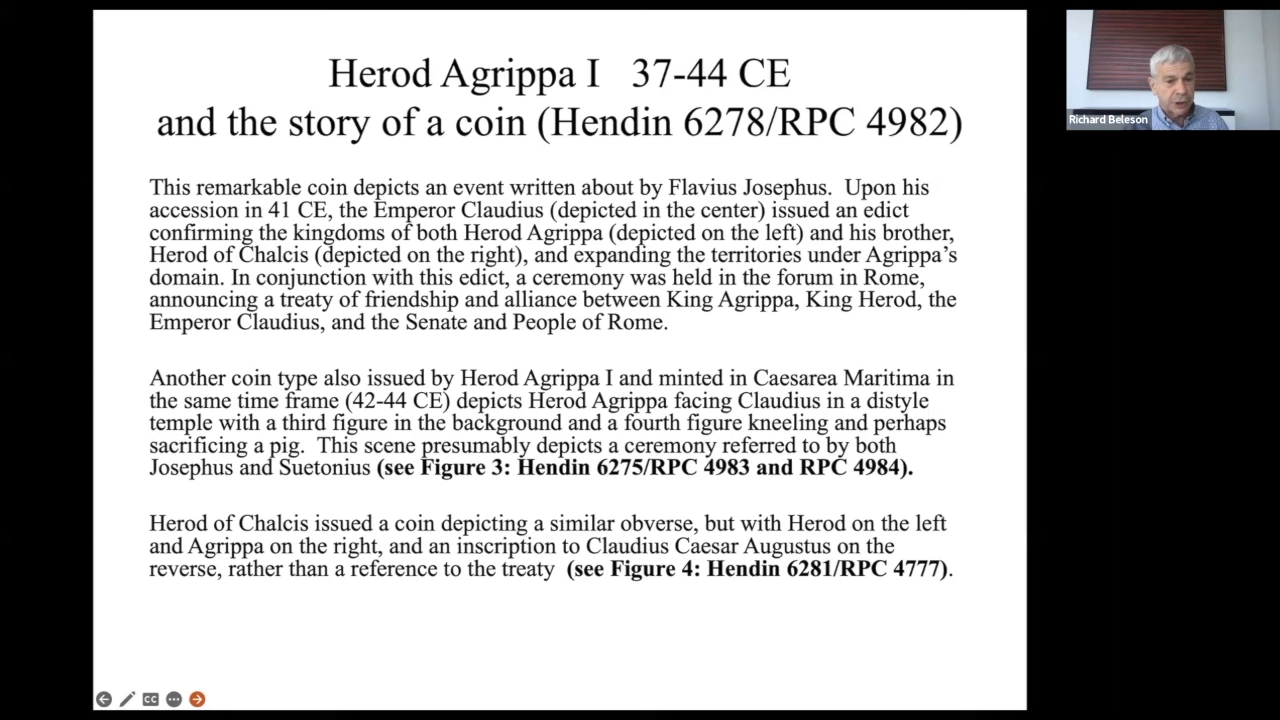 Herod Agrippa I 37-44 CE
and the story of a coin (Hendin 6278/RPC 4982)
This remarkable coin depicts an event written about by Flavius Josephus. Upon his
accession in 41 CE, the Emperor Claudius (depicted in the center) issued an edict
confirming the kingdoms of both Herod Agrippa (depicted on the left) and his brother,
Herod of Chalcis (depicted on the right), and expanding the territories under Agrippa's
domain. In conjunction with this edict, a ceremony was held in the forum in Rome,
announcing a treaty of friendship and alliance between King Agrippa, King Herod, the
Emperor Claudius, and the Senate and People of Rome.
Another coin type also issued by Herod Agrippa I and minted in Caesarea Maritima in
the same time frame (42-44 CE) depicts Herod Agrippa facing Claudius in a distyle
temple with a third figure in the background and a fourth figure kneeling and perhaps
sacrificing a pig. This scene presumably depicts a ceremony referred to by both
Josephus and Suetonius (see Figure 3: Hendin 6275/RPC 4983 and RPC 4984).
Herod of Chalcis issued a coin depicting a similar obverse, but with Herod on the left
and Agrippa on the right, and an inscription to Claudius Caesar Augustus on the
reverse, rather than a reference to the treaty (see Figure 4: Hendin 6281/RPC 4777).
CC
Richard Beleson